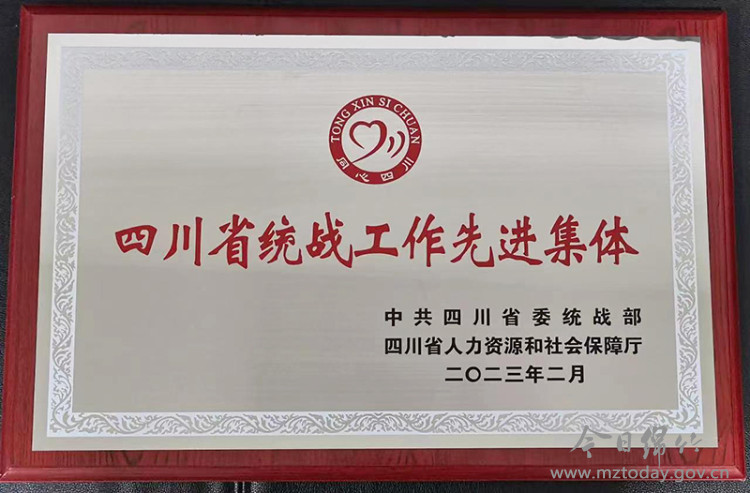 TONG XIN SI CHUAN
同心四川
四川省统战工作先进集体
中共四川省委统战部
四川省人力资源和社会保障厅
二〇二三年二月
今日绵竹
www.mztoday.gov.cn